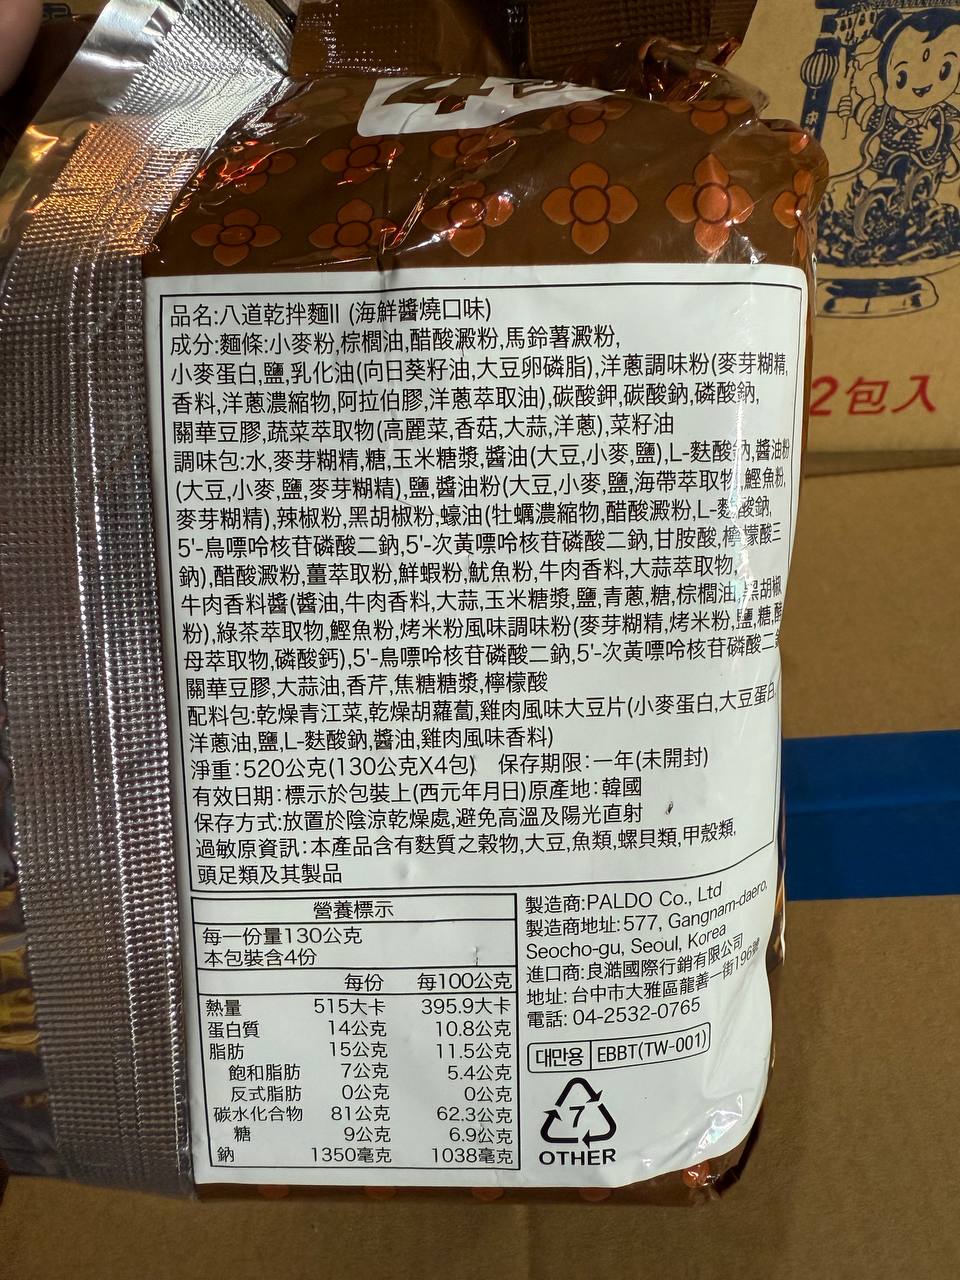 品名:八道乾拌麵II (海鮮醬燒口味)
成分:麵條:小麥粉,棕櫚油,醋酸澱粉,馬鈴薯澱粉,
小麥蛋白,鹽,乳化油(向日葵籽油,大豆卵磷脂),洋蔥調味粉(麥芽糊精,
香料,洋蔥濃縮物,阿拉伯膠,洋蔥萃取油),碳酸鉀,碳酸鈉,磷酸鈉,
關華豆膠,蔬菜萃取物(高麗菜,香菇,大蒜,洋蔥),菜籽油
調味包:水,麥芽糊精,糖,玉米糖漿,醬油(大豆,小麥,鹽),L-麩酸鈉,醬油粉
(大豆,小麥,鹽,麥芽糊精),鹽,醬油粉(大豆,小麥,鹽,海帶萃取物,鰹魚粉,
麥芽糊精),辣椒粉,黑胡椒粉,蠔油(牡蠣濃縮物,醋酸澱粉,L-麩酸鈉,
5'-鳥嘌呤核苷磷酸二鈉,5'-次黃嘌呤核苷磷酸二鈉,甘胺酸,檸檬酸三
鈉),醋酸澱粉,薑萃取粉,鮮蝦粉,魷魚粉,牛肉香料,大蒜萃取物,
牛肉香料醬(醬油,牛肉香料,大蒜,玉米糖漿,鹽,青蔥,糖,棕櫚油,黑胡椒
粉),綠茶萃取物,鰹魚粉,烤米粉風味調味粉(麥芽糊精,烤米粉,鹽,糖,酵
母萃取物,磷酸鈣),5'-鳥嘌呤核苷磷酸二鈉,5'-次黃嘌呤核苷磷酸二鈉
關華豆膠,大蒜油,香芹,焦糖糖漿,檸檬酸
配料包:乾燥青江菜,乾燥胡蘿蔔,雞肉風味大豆片(小麥蛋白,大豆蛋白,
洋蔥油,鹽,L-麩酸鈉,醬油,雞肉風味香料)
淨重:520公克(130公克X4包) 保存期限:一年(未開封)
有效日期:標示於包裝上(西元年月日)原產地:韓國
保存方式:放置於陰涼乾燥處,避免高溫及陽光直射
過敏原資訊:本產品含有麩質之穀物,大豆,魚類,螺貝類,甲殼類,
頭足類及其製品
營養標示
每一份量130公克
本包裝含4份
每份 每100公克
熱量 515大卡 395.9大卡
蛋白質 14公克 10.8公克
脂肪 15公克 11.5公克
飽和脂肪 7公克 5.4公克
反式脂肪 0公克 0公克
碳水化合物 81公克 62.3公克
糖 9公克 6.9公克
鈉 1350毫克 1038毫克
製造商:PALDO Co., Ltd
製造商地址:577, Gangnam-daero,
Seocho-gu, Seoul, Korea
進口商:良澔國際行銷有限公司
地址:台中市大雅區龍善一街196號
電話: 04-2532-0765
대만용 EBBT(TW-001)
7
OTHER
2包入